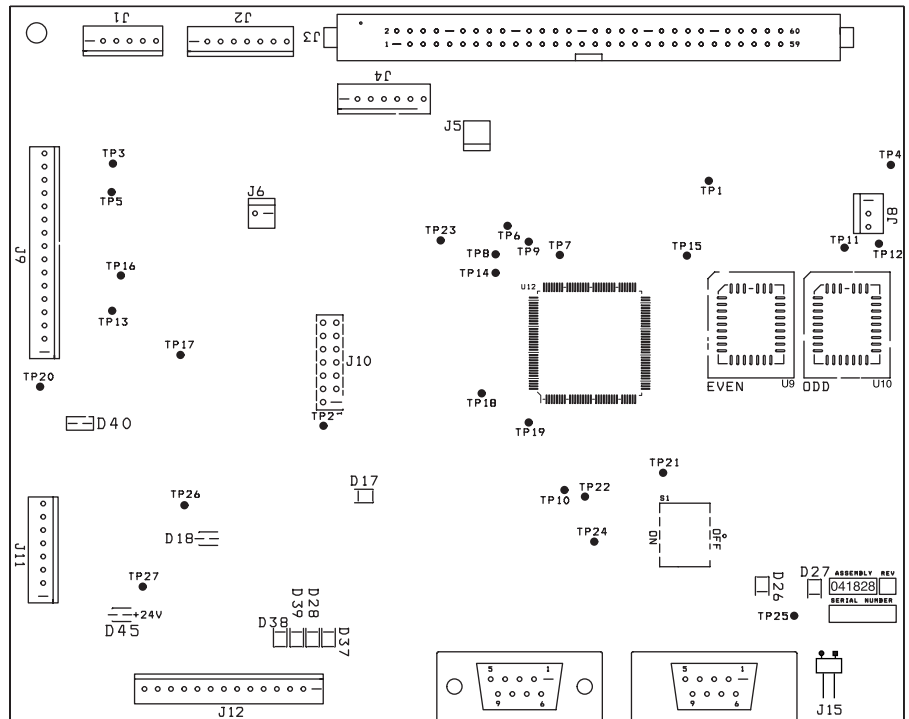 J1
J2
J3
2
60
1
59
J4
J5
TP3
TP4
TP1
J6
TP5
J8
TP23
TP6
TP9
TP8
TP7
TP15
TP11
TP12
J9
TP16
TP14
U12
TP13
TP17
J10
EVEN
U9
ODD
U10
TP20
TP18
TP2
TP19
D40
TP21
D17
TP10
TP22
TP26
S1
J11
D18
TP24
ON
OFF
TP27
D26
D27
ASSEMBLY REV
041828
SERIAL NUMBER
TP25
+24V
D45
D38
D39
D28
D37
5
1
9
6
5
1
9
6
J12
J15